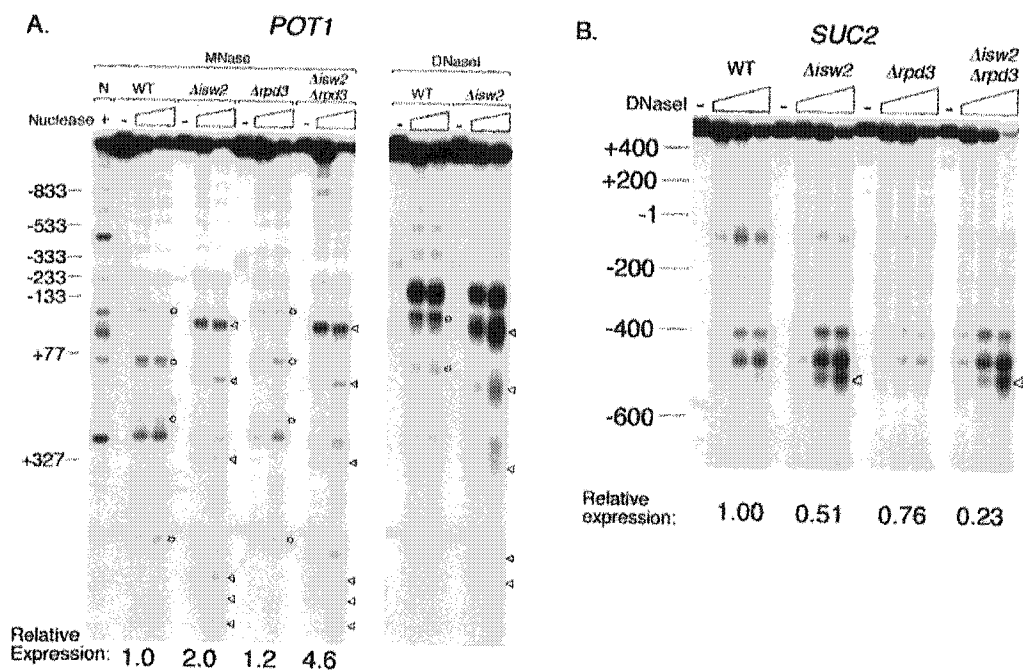 A.
POT1
MNase
N WT Δisw2 Δrpd3 Δisw2 Δrpd3
Nuclease + - - - -
-833
-533
-333
-233
-133
+77
+327
Relative
Expression: 1.0 2.0 1.2 4.6
DNaseI
WT Δisw2
- -
B.
SUC2
WT Δisw2 Δrpd3 Δisw2 Δrpd3
DNaseI - - - -
+400
+200
-1
-200
-400
-600
Relative
expression: 1.00 0.51 0.76 0.23